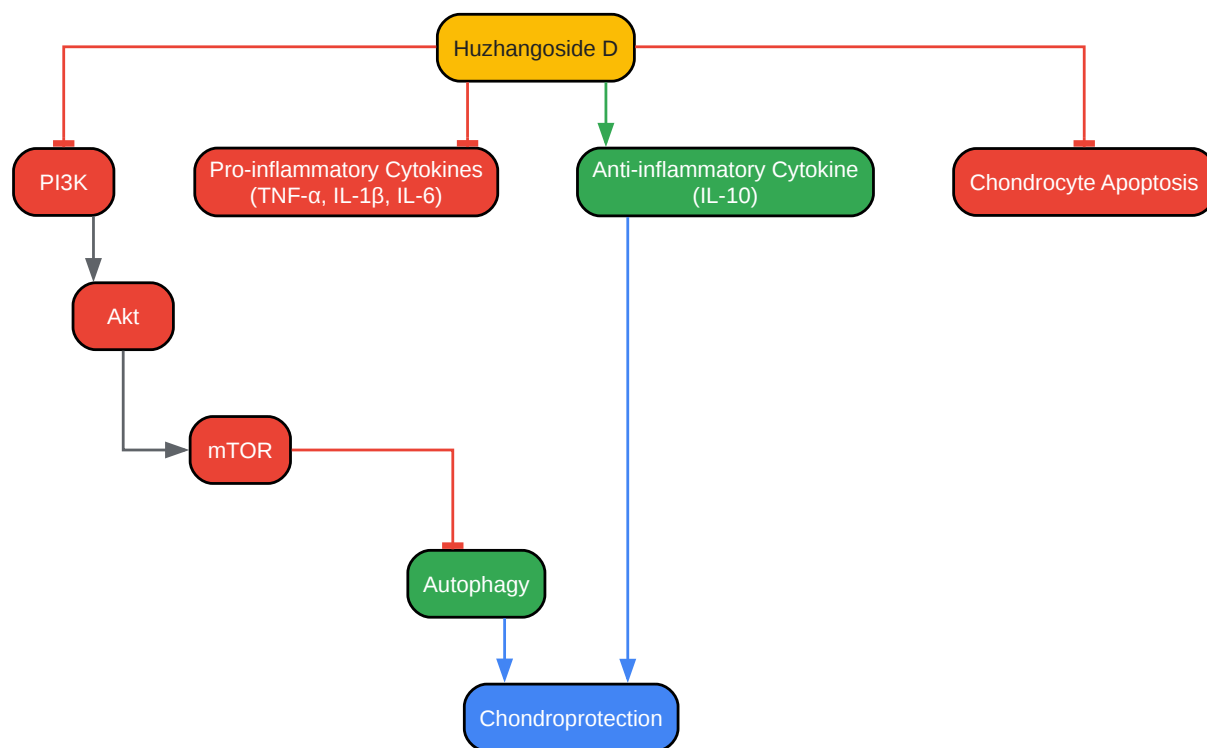 Huzhangoside D
PI3K
Pro-inflammatory Cytokines
(TNF-α, IL-1β, IL-6)
Anti-inflammatory Cytokine
(IL-10)
Chondrocyte Apoptosis
Akt
mTOR
Autophagy
Chondroprotection